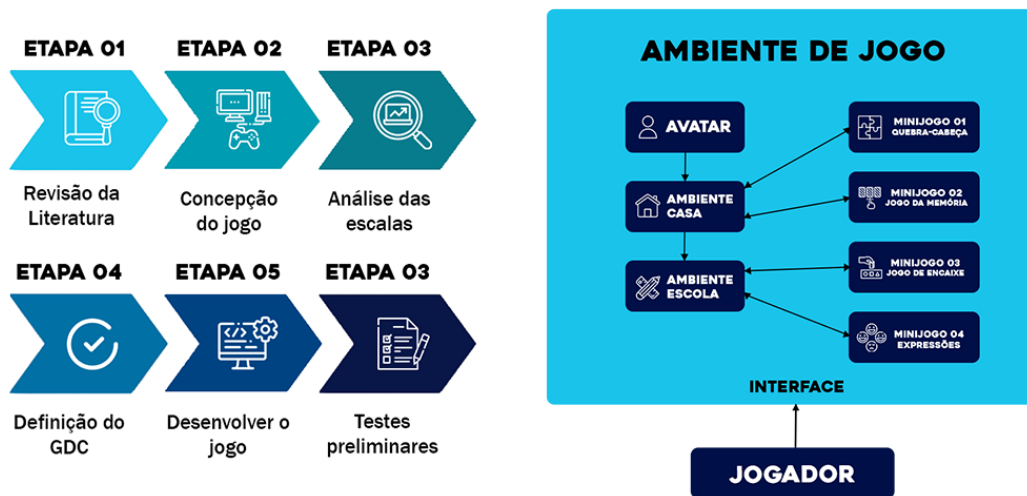 ETAPA 01
ETAPA 02
ETAPA 03
Revisão da
Literatura
Concepção
do jogo
Análise das
escalas
ETAPA 04
ETAPA 05
ETAPA 03
Definição do
GDC
Desenvolver o
jogo
Testes
preliminares
AMBIENTE DE JOGO
AVATAR
AMBIENTE
CASA
AMBIENTE
ESCOLA
MINIJOGO 01
QUEBRA-CABEÇA
MINIJOGO 02
JOGO DA MEMÓRIA
MINIJOGO 03
JOGO DE ENCAIXE
MINIJOGO 04
EXPRESSÕES
INTERFACE
JOGADOR